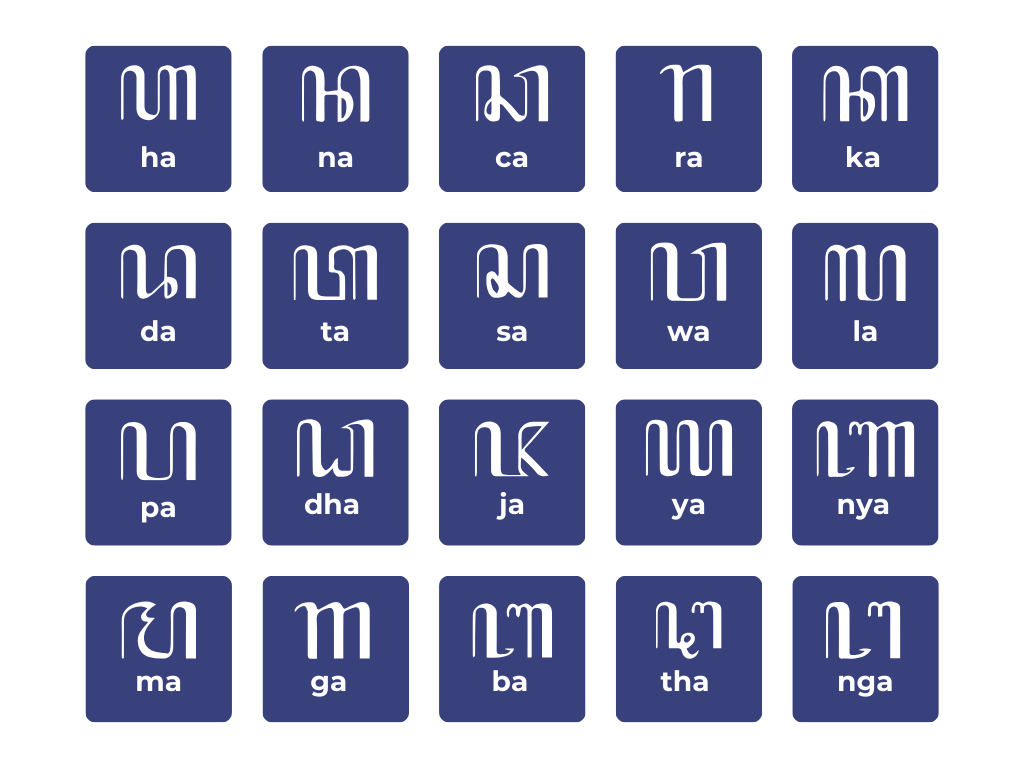 ꦲ ꦤ ꦕ ꦫ ꦏ
ha na ca ra ka
ꦢ ꦠ ꦱ ꦮ ꦭ
da ta sa wa la
ꦥ ꦝ ꦗ ꦪ ꦚ
pa dha ja ya nya
ꦩ ꦒ ꦧ ꦛ ꦔ
ma ga ba tha nga